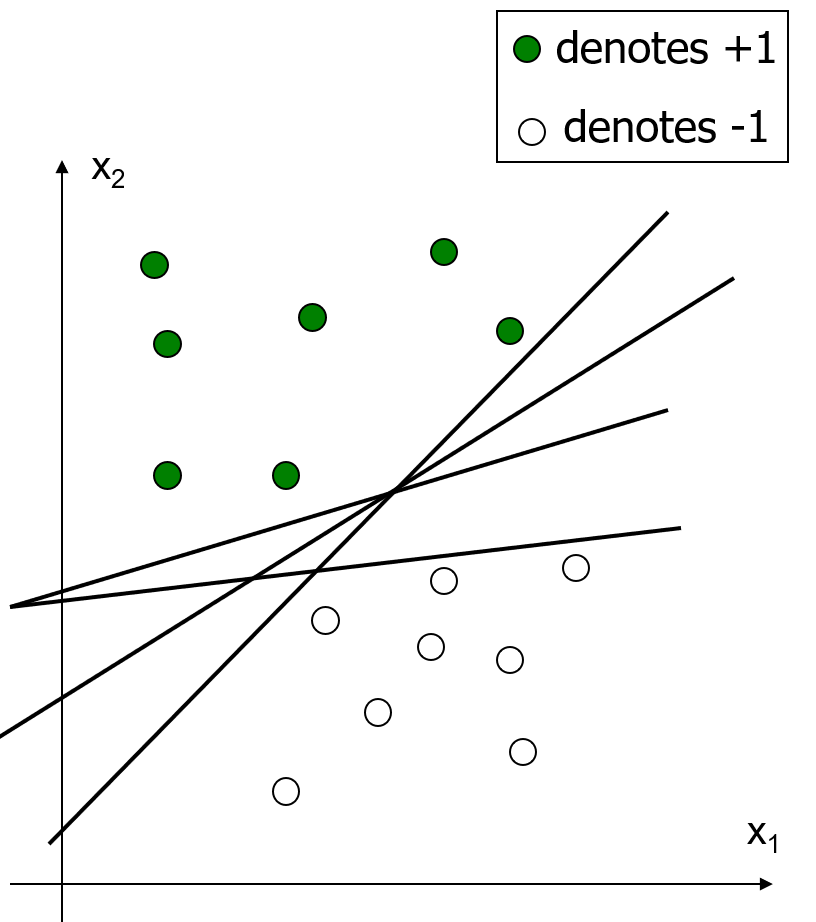 denotes +1
denotes -1
x₂
x₁